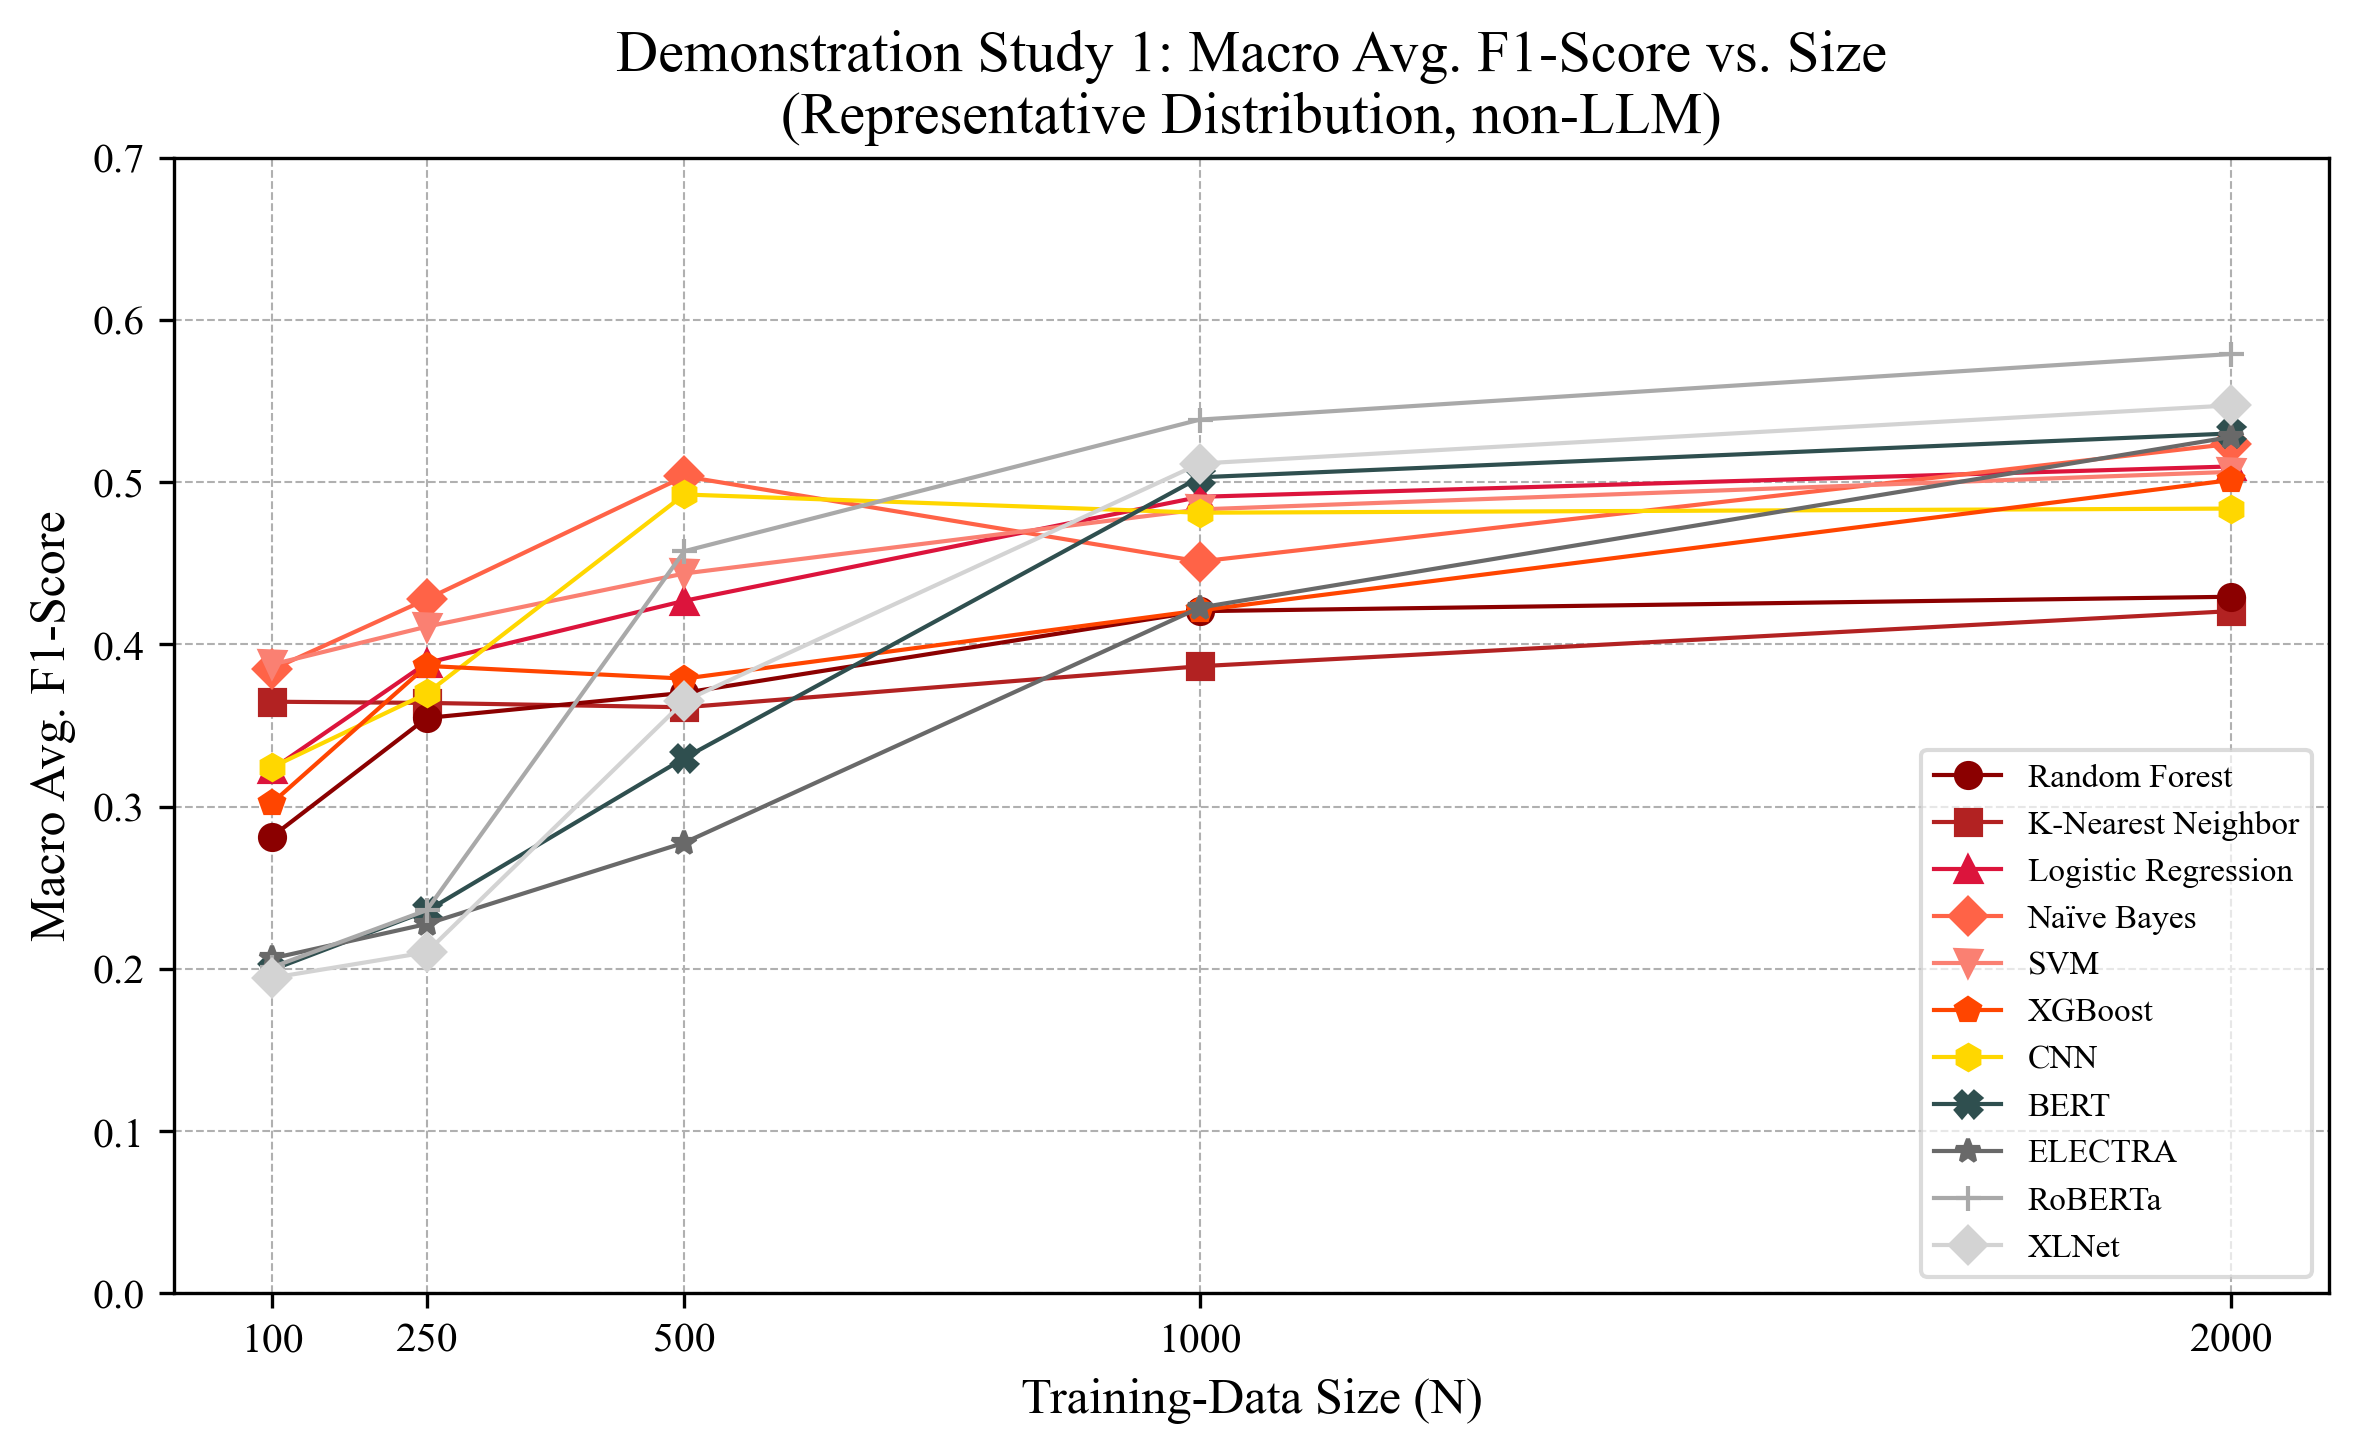 Demonstration Study 1: Macro Avg. F1-Score vs. Size
(Representative Distribution, non-LLM)
Macro Avg. F1-Score
0.7
0.6
0.5
0.4
0.3
0.2
0.1
0.0
Random Forest
K-Nearest Neighbor
Logistic Regression
Naïve Bayes
SVM
XGBoost
CNN
BERT
ELECTRA
RoBERTa
XLNet
100 250 500 1000 2000
Training-Data Size (N)